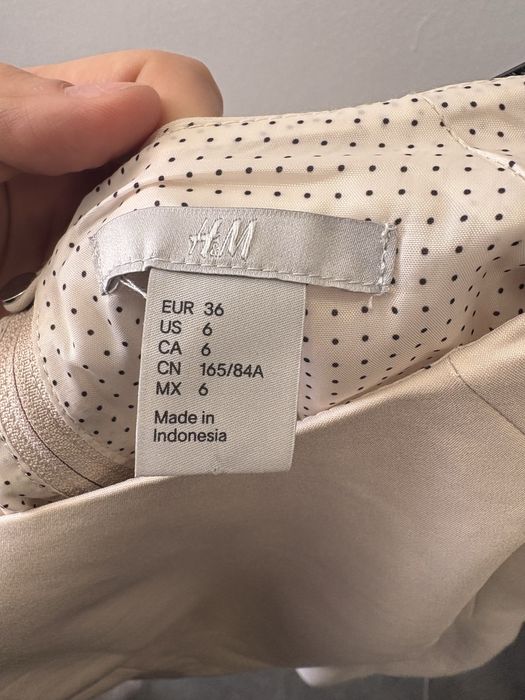 H&M
EUR 36
US 6
CA 6
CN 165/84A
MX 6
Made in
Indonesia